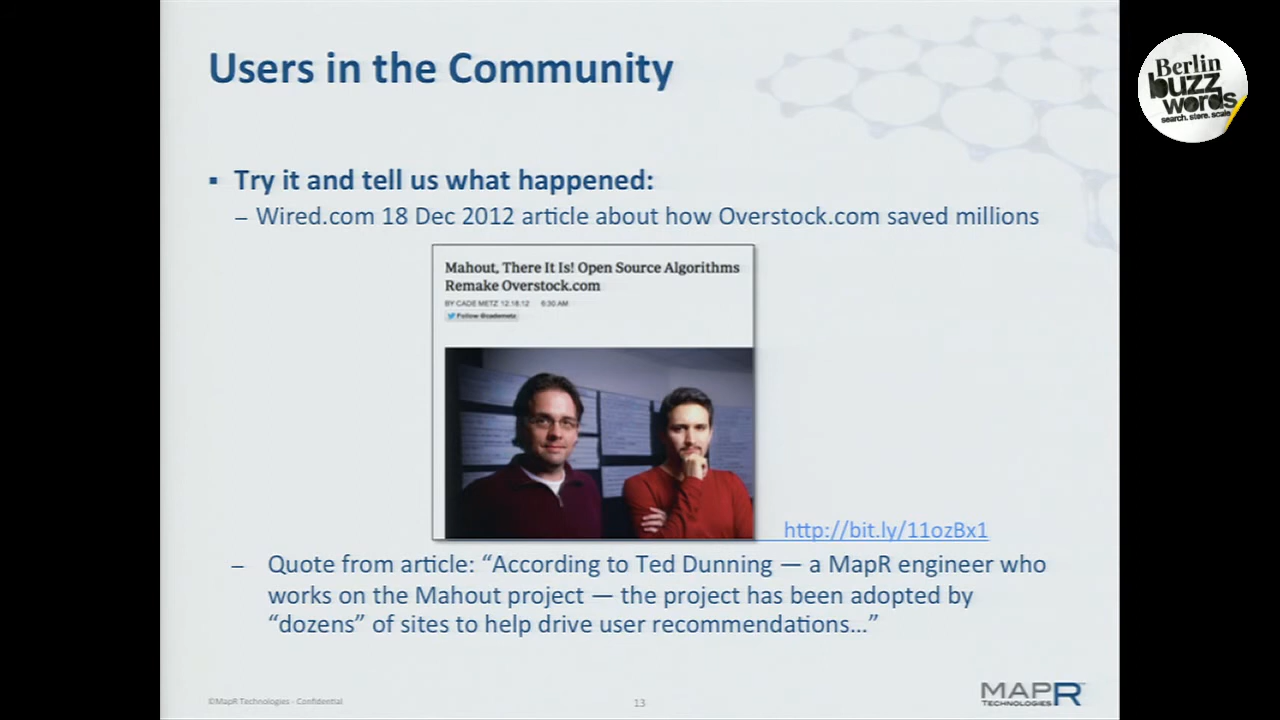 Users in the Community
Berlin
buzz
words
search. store. scale
▪ Try it and tell us what happened:
– Wired.com 18 Dec 2012 article about how Overstock.com saved millions
Mahout, There It Is! Open Source Algorithms
Remake Overstock.com
BY CADE METZ 12.18.12 6:30 AM
Follow @cademetz
http://bit.ly/11ozBx1
– Quote from article: “According to Ted Dunning — a MapR engineer who
works on the Mahout project — the project has been adopted by
“dozens” of sites to help drive user recommendations…”
©MapR Technologies - Confidential
13
MAPR
TECHNOLOGIES